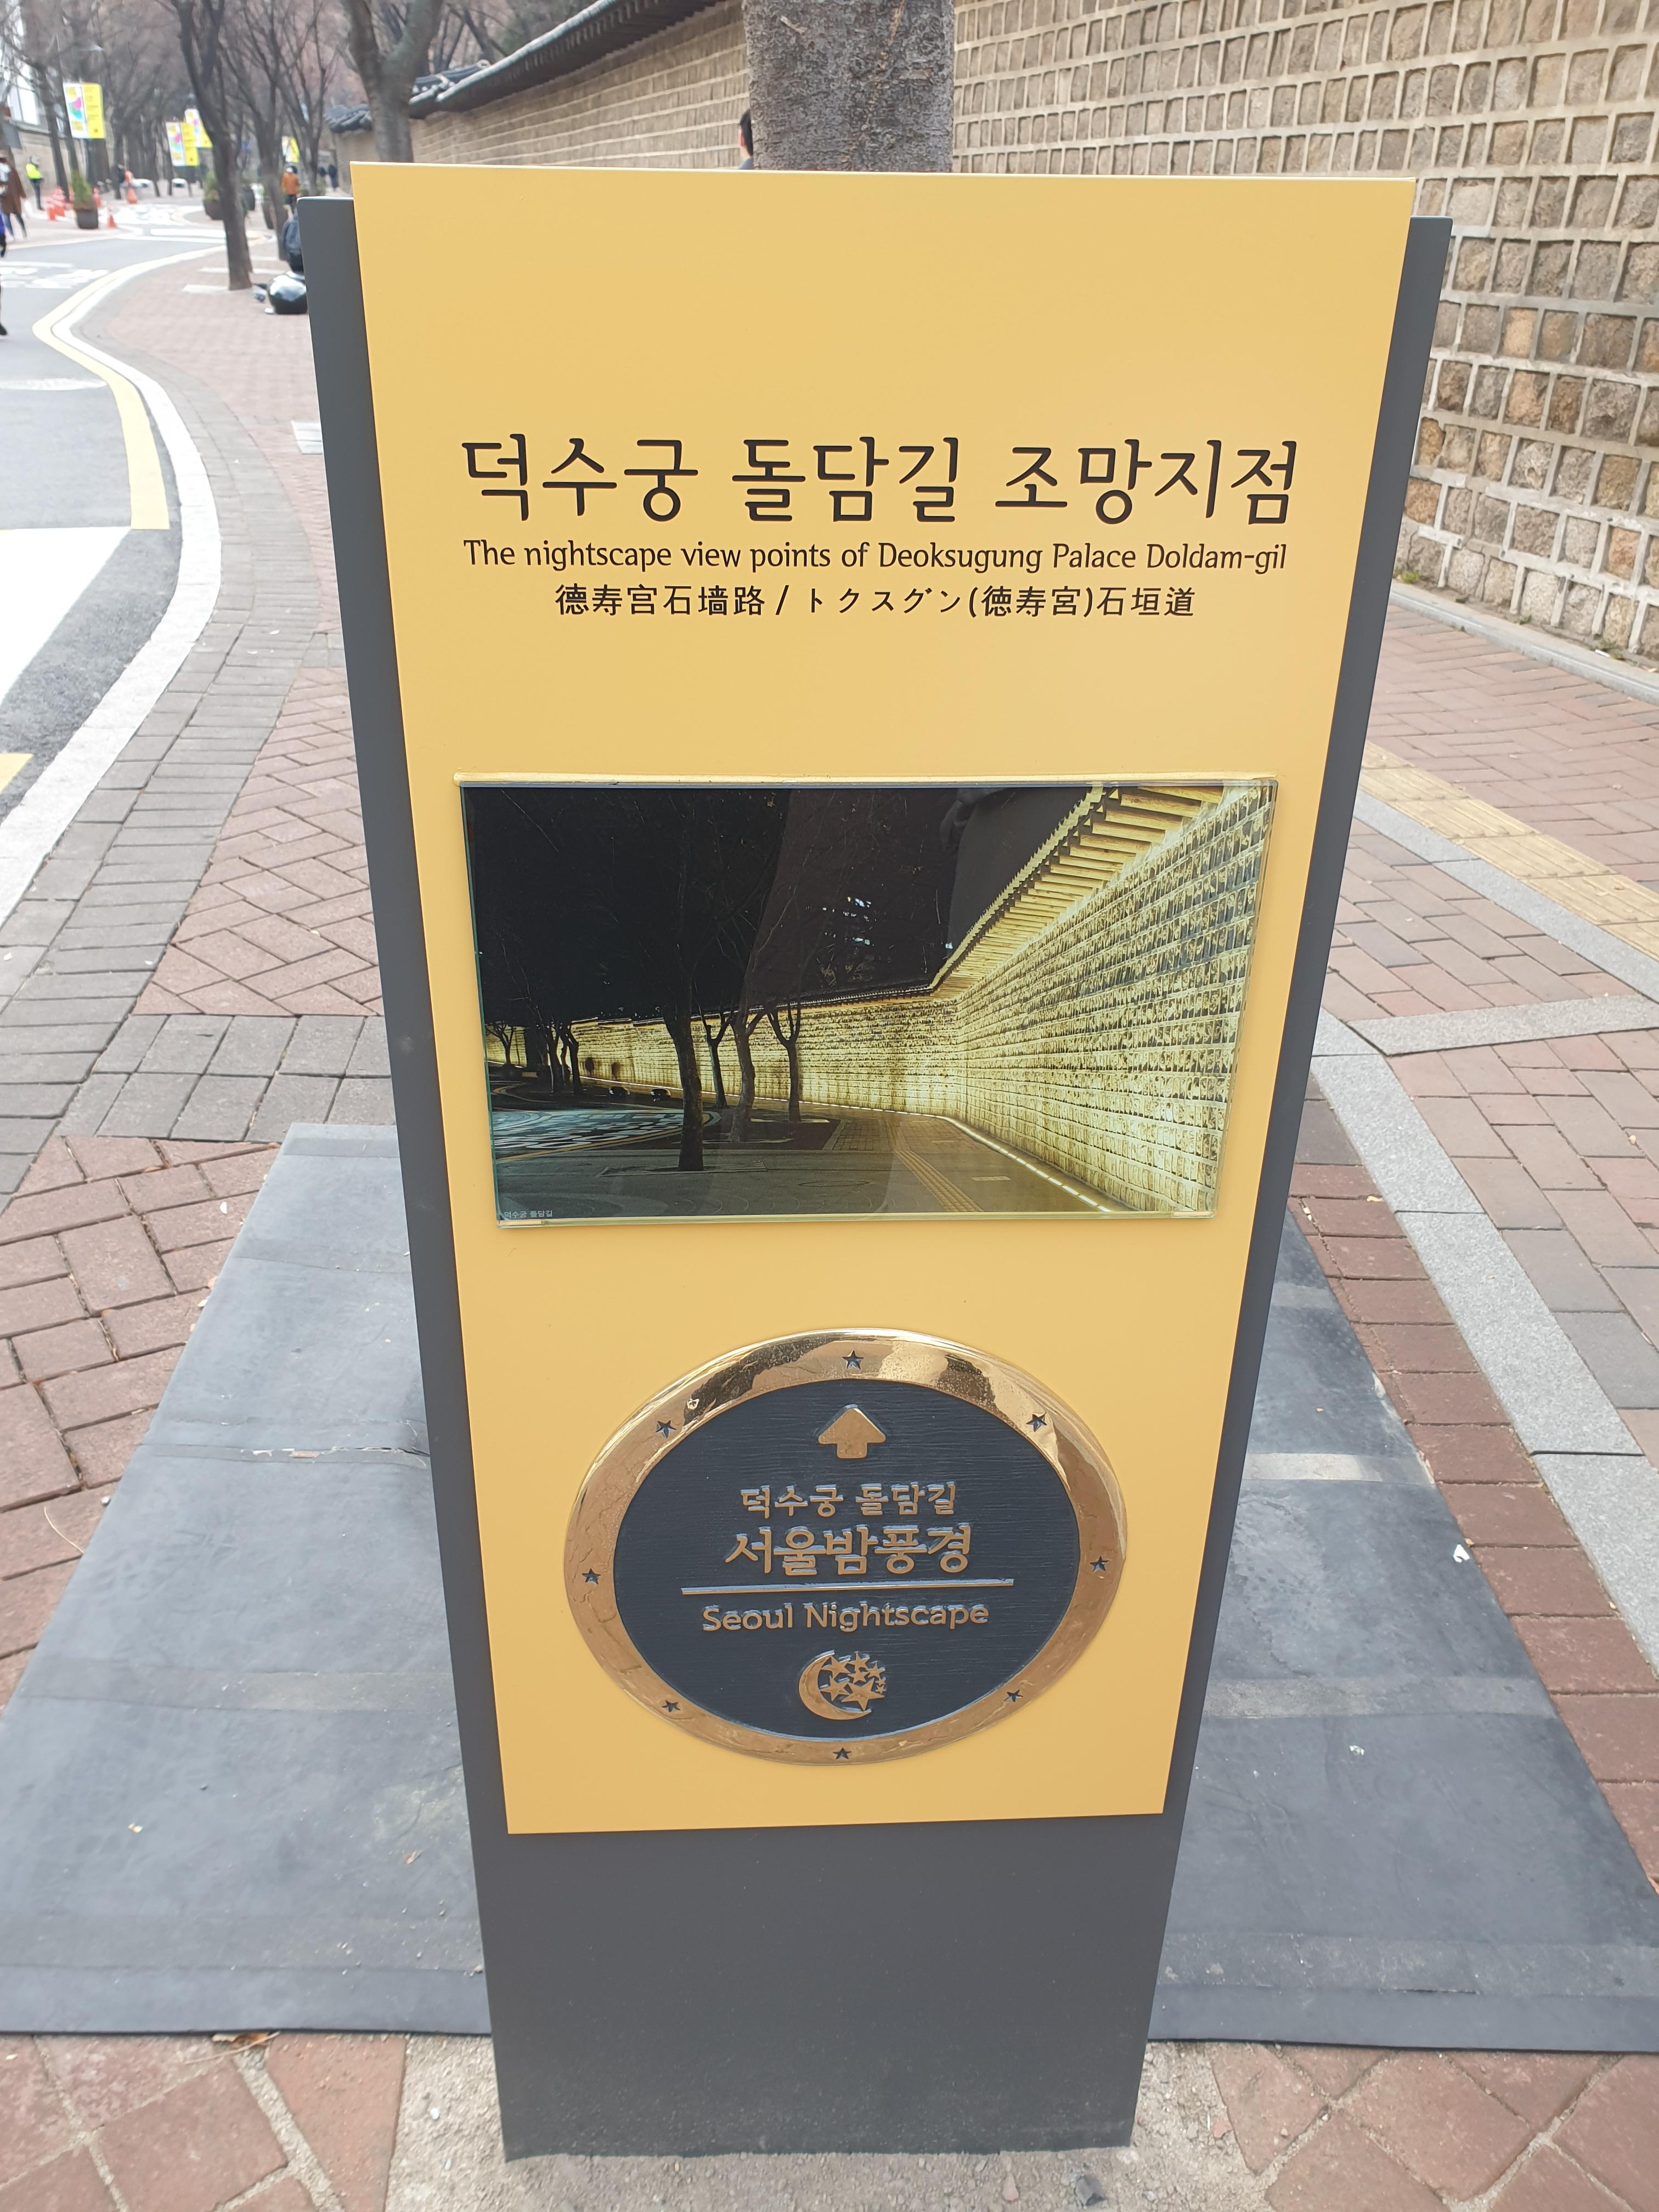 덕수궁 돌담길 조망지점
The nightscape view points of Deoksugung Palace Doldam-gil
德寿宫石墙路 / トクスグン(徳寿宮)石垣道
덕수궁 돌담길
덕수궁 돌담길
서울밤풍경
Seoul Nightscape